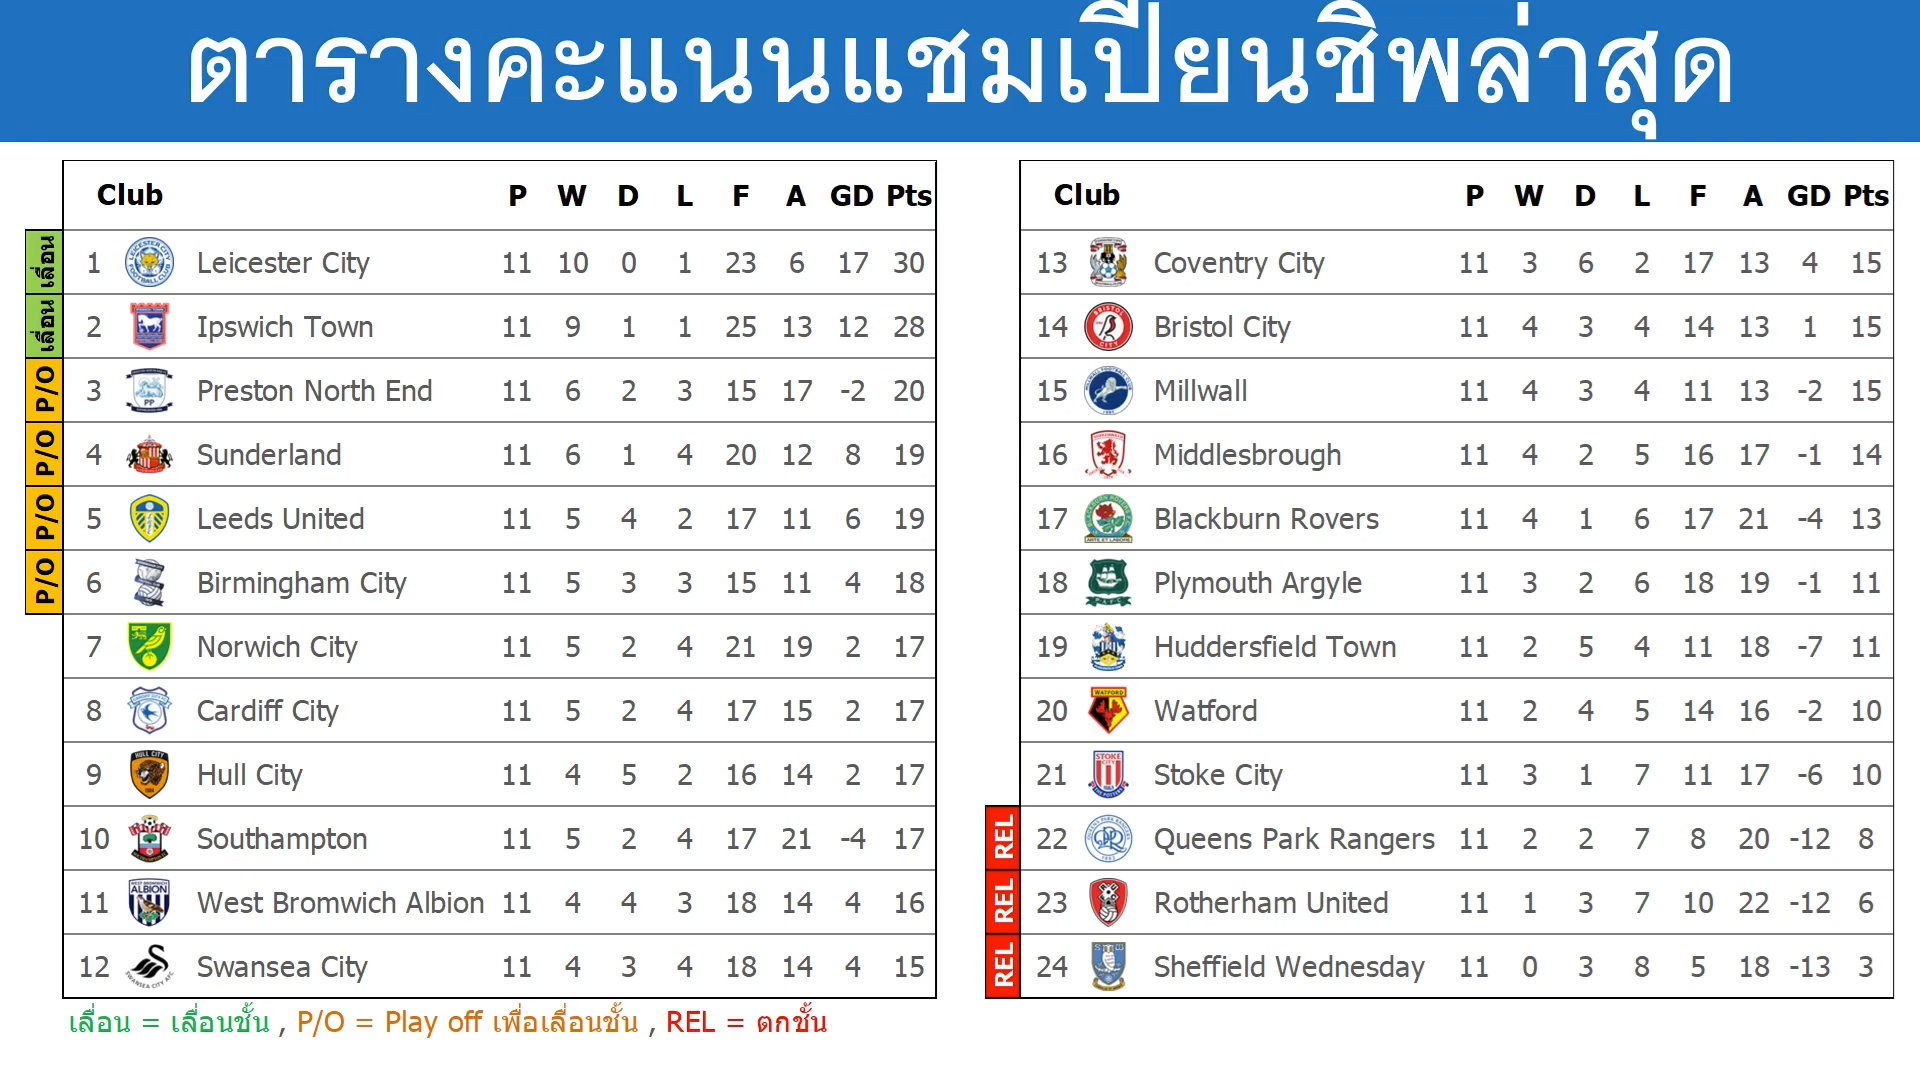 ตารางคะแนนแชมเปียนชิพล่าสุด
Club P W D L F A GD Pts
เลื่อน 1 Leicester City 11 10 0 1 23 6 17 30
เลื่อน 2 Ipswich Town 11 9 1 1 25 13 12 28
P/O 3 Preston North End 11 6 2 3 15 17 -2 20
P/O 4 Sunderland 11 6 1 4 20 12 8 19
P/O 5 Leeds United 11 5 4 2 17 11 6 19
P/O 6 Birmingham City 11 5 3 3 15 11 4 18
7 Norwich City 11 5 2 4 21 19 2 17
8 Cardiff City 11 5 2 4 17 15 2 17
9 Hull City 11 4 5 2 16 14 2 17
10 Southampton 11 5 2 4 17 21 -4 17
11 West Bromwich Albion 11 4 4 3 18 14 4 16
12 Swansea City 11 4 3 4 18 14 4 15
Club P W D L F A GD Pts
13 Coventry City 11 3 6 2 17 13 4 15
14 Bristol City 11 4 3 4 14 13 1 15
15 Millwall 11 4 3 4 11 13 -2 15
16 Middlesbrough 11 4 2 5 16 17 -1 14
17 Blackburn Rovers 11 4 1 6 17 21 -4 13
18 Plymouth Argyle 11 3 2 6 18 19 -1 11
19 Huddersfield Town 11 2 5 4 11 18 -7 11
20 Watford 11 2 4 5 14 16 -2 10
21 Stoke City 11 3 1 7 11 17 -6 10
REL 22 Queens Park Rangers 11 2 2 7 8 20 -12 8
REL 23 Rotherham United 11 1 3 7 10 22 -12 6
REL 24 Sheffield Wednesday 11 0 3 8 5 18 -13 3
เลื่อน = เลื่อนชั้น , P/O = Play off เพื่อเลื่อนชั้น , REL = ตกชั้น